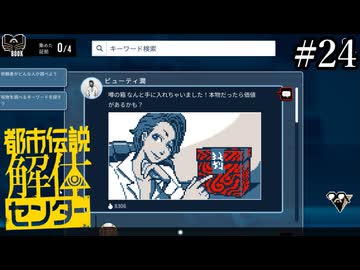 BOOK
集めた
証拠
0/4
キーワード検索
#24
ビューティ潤
噂の箱 なんと手に入れちゃいました！本物だったら価値
があるかも？
8306
都市伝説
解体
センター